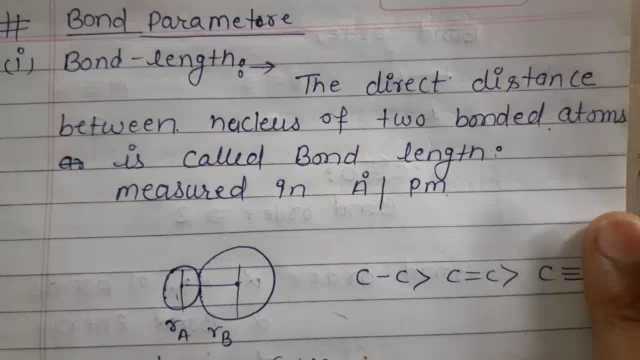 # Bond Parametere
(i) Bond-length:→ The direct distance
between nucleus of two bonded atoms
is called Bond length.
measured in Å/pm
C-C> C=C> C≡
rA rB